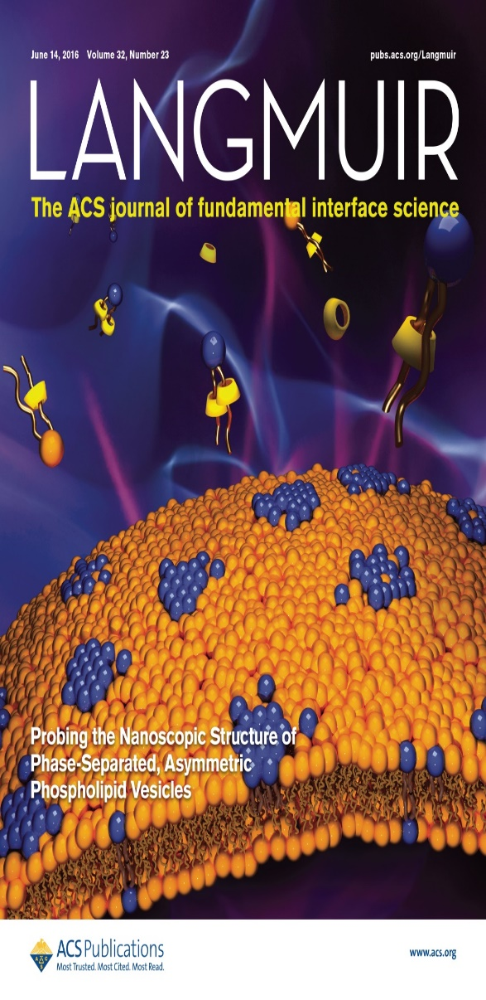 June 14, 2016 Volume 32, Number 23
pubs.acs.org/Langmuir
LANGMUIR
The ACS journal of fundamental interface science
Probing the Nanoscopic Structure of
Phase-Separated, Asymmetric
Phospholipid Vesicles
ACS Publications
Most Trusted. Most Cited. Most Read.
www.acs.org